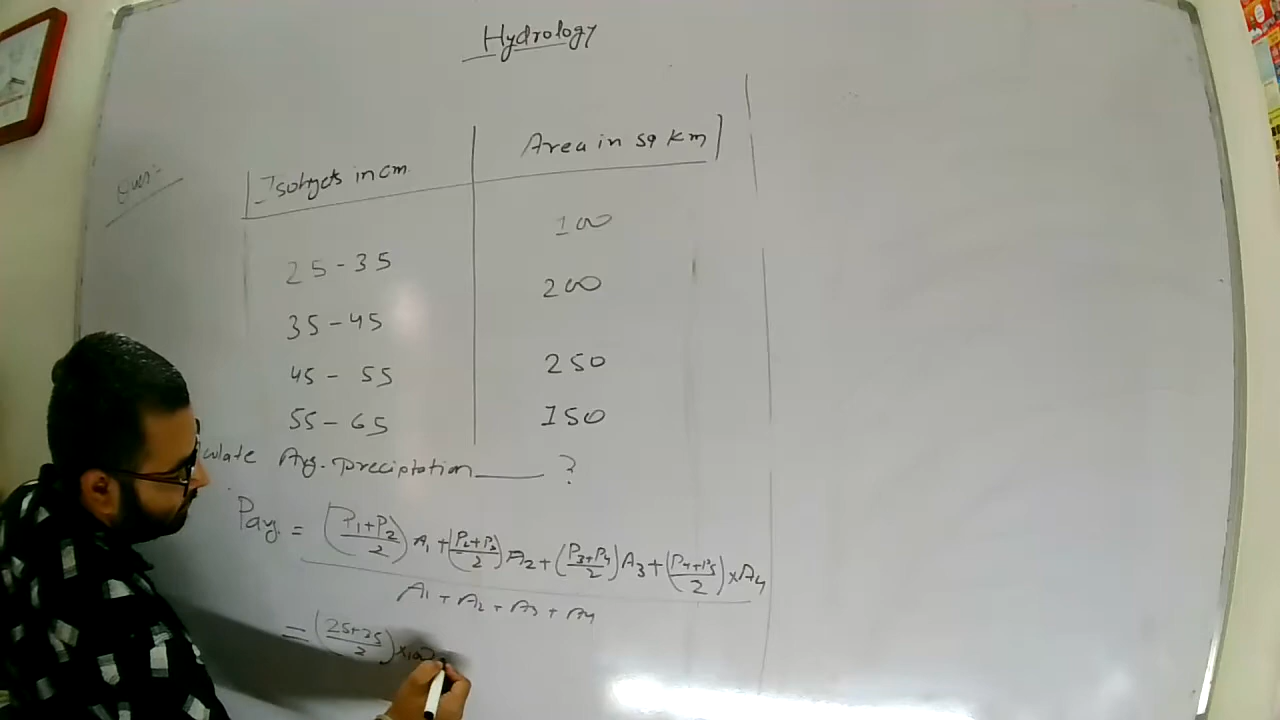 Hydrology
Ques:-
Isohyets in cm Area in sq km
25-35 100
35-45 200
45-55 250
55-65 150
culate Avg. preciptation ____ ?
Pav. = (P1+P2/2) A1 + (P2+P3/2) A2 + (P3+P4/2) A3 + (P4+P5/2) × A4
A1 + A2 + A3 + A4
= (25+35/2) × 100